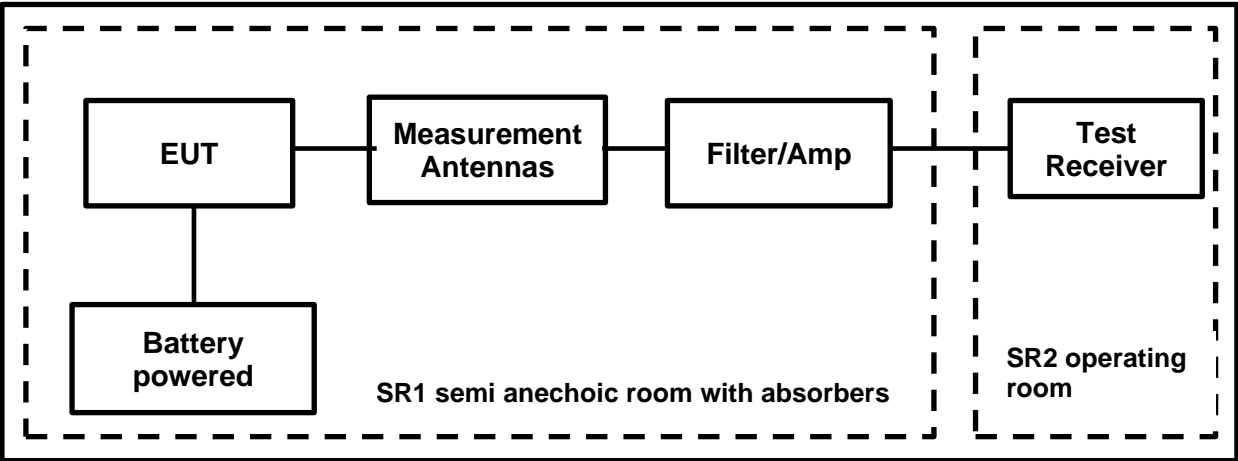 EUT
Measurement
Antennas
Filter/Amp
Test
Receiver
Battery
powered
SR1 semi anechoic room with absorbers
SR2 operating
room